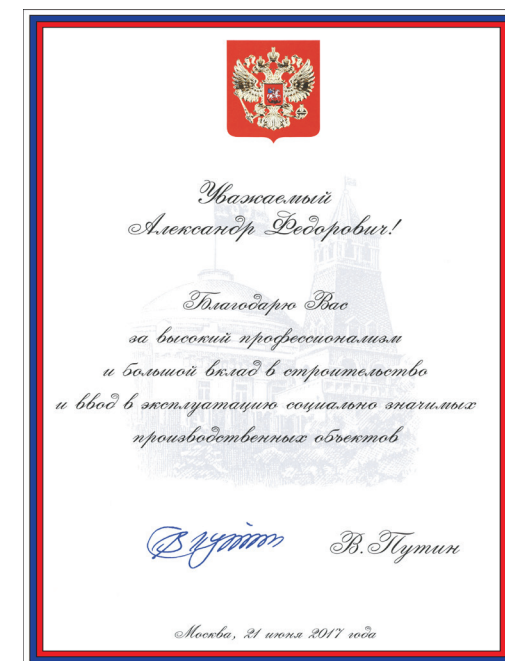 Уважаемый
Александр Федорович!
Благодарю Вас
за высокий профессионализм
и большой вклад в строительство
и ввод в эксплуатацию социально значимых
производственных объектов
В Путин В. Путин
Москва, 21 июня 2017 года